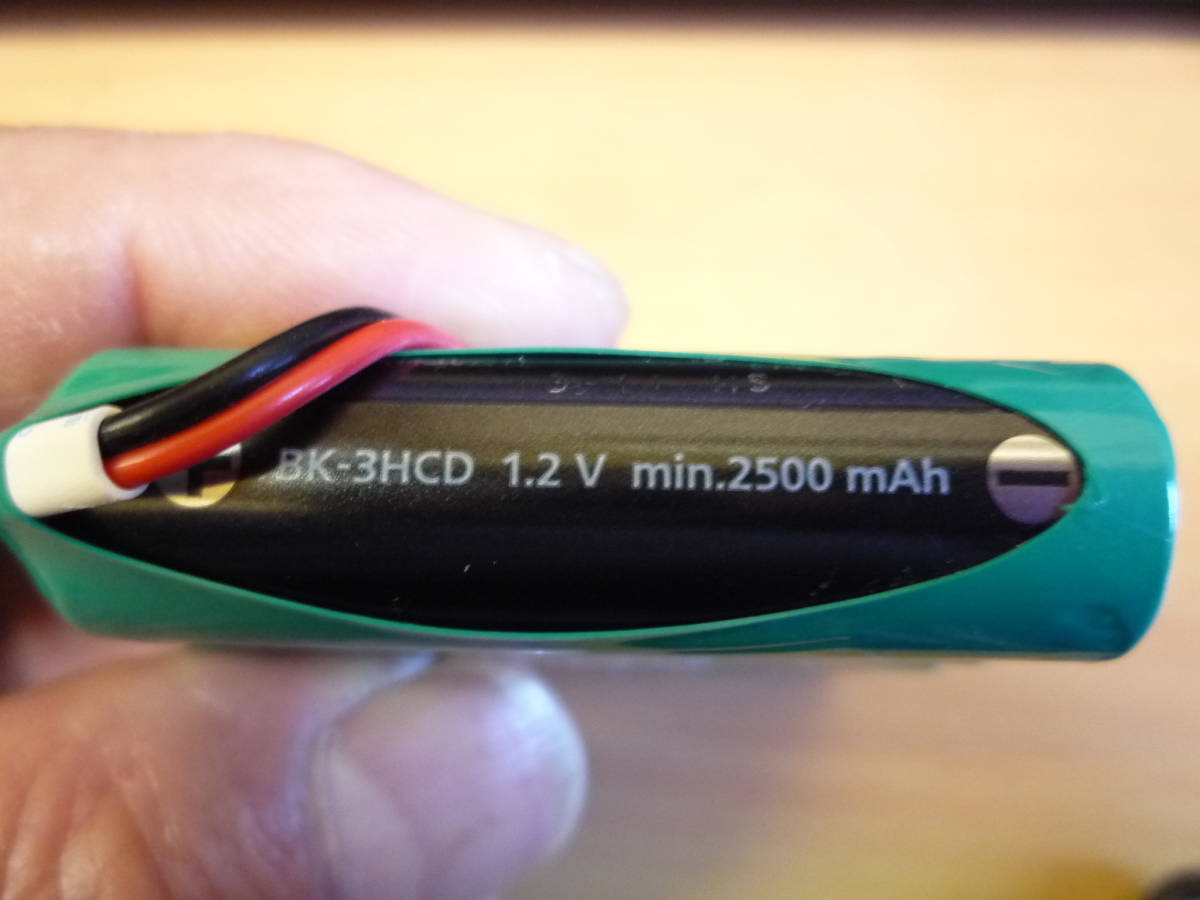 BK-3HCD 1.2 V min.2500 mAh